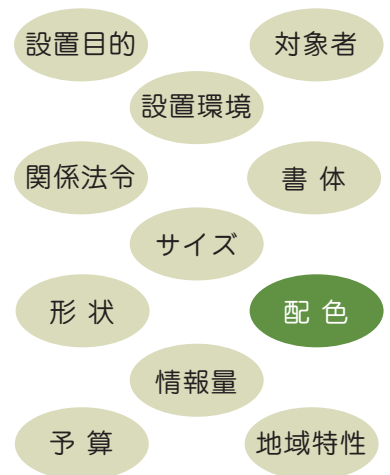 設置目的
対象者
設置環境
関係法令
書 体
サイズ
形 状
配 色
情報量
予 算
地域特性